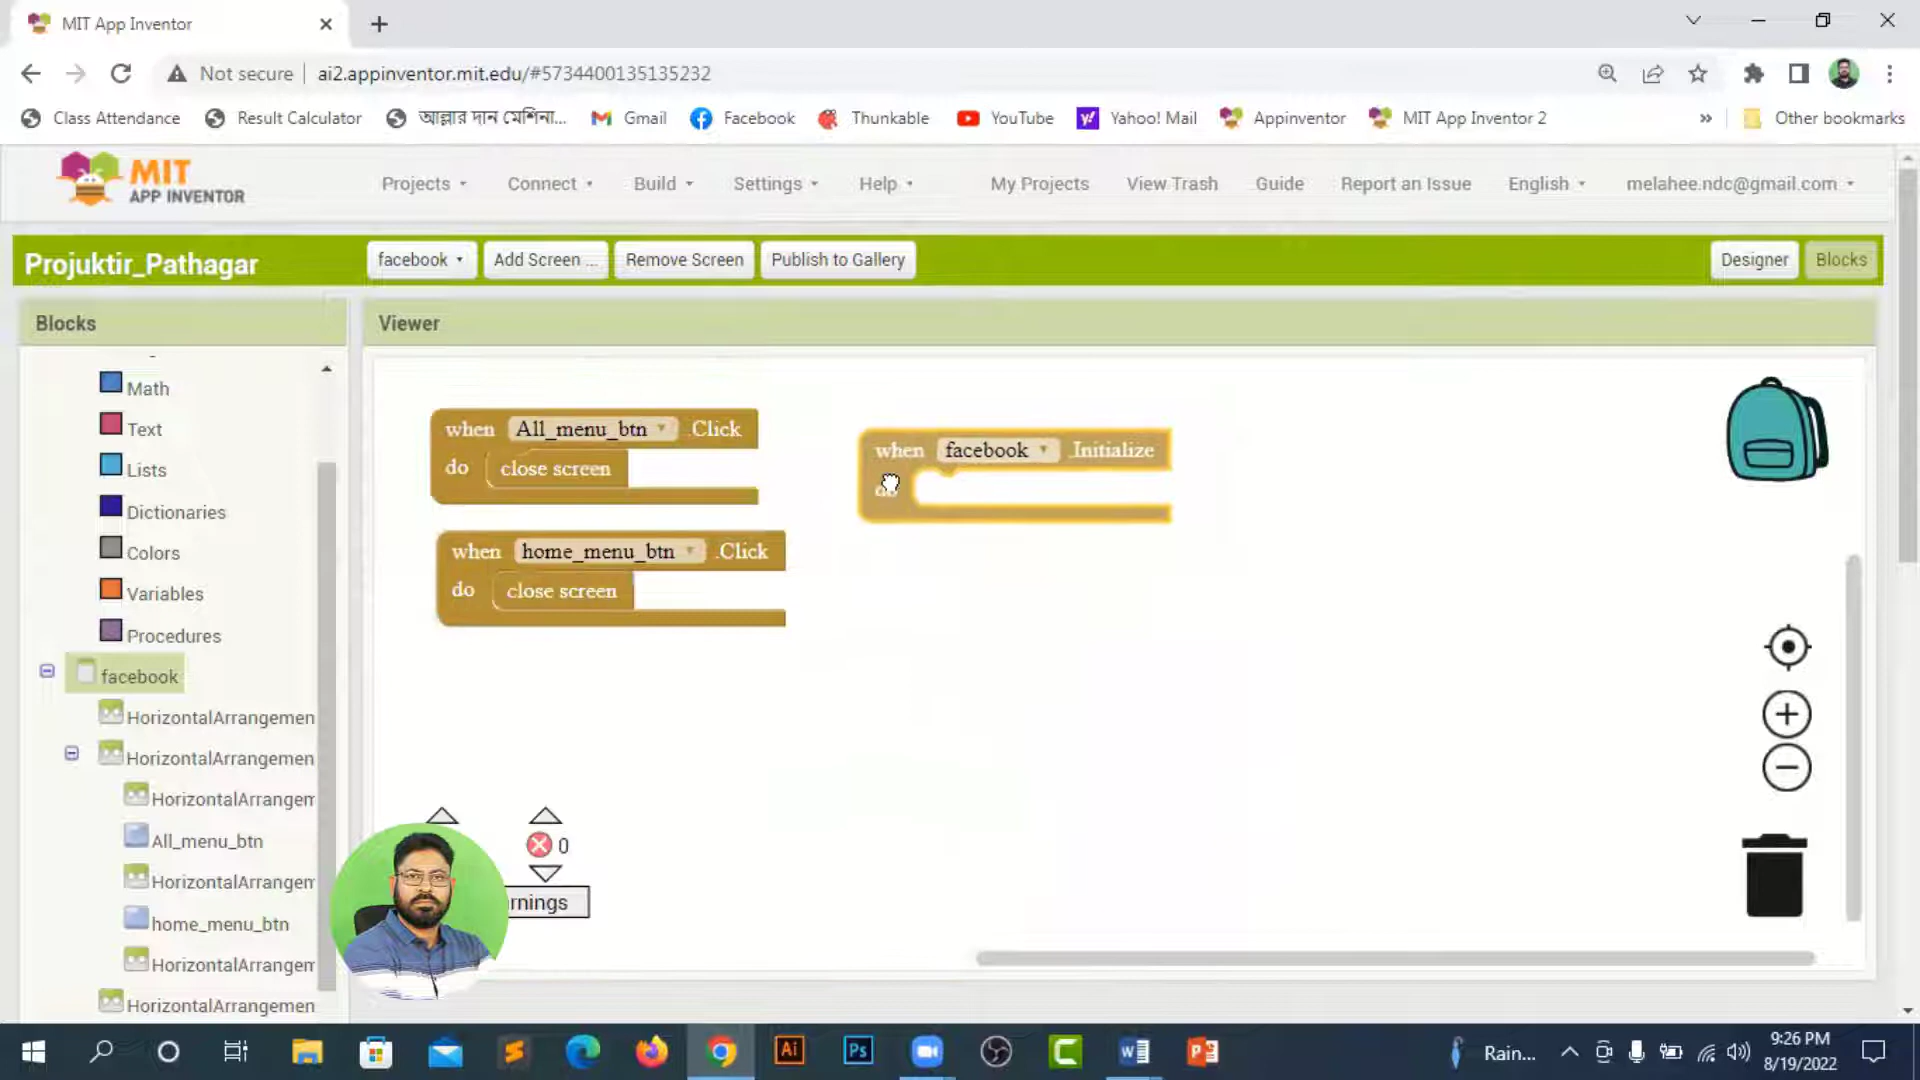 MIT App Inventor
Not secure ai2.appinventor.mit.edu/#5734400135135232
Class Attendance Result Calculator আল্লার দান মেশিনা... Gmail Facebook Thunkable YouTube Yahoo! Mail Appinventor MIT App Inventor 2 » Other bookmarks
MIT
APP INVENTOR
Projects Connect Build Settings Help My Projects View Trash Guide Report an Issue English melahee.ndc@gmail.com
Projuktir_Pathagar facebook Add Screen ... Remove Screen Publish to Gallery Designer Blocks
Blocks Viewer
Math
Text
Lists
Dictionaries
Colors
Variables
Procedures
facebook
HorizontalArrangemen
HorizontalArrangemen
HorizontalArrangem
All_menu_btn
HorizontalArrangem
home_menu_btn
HorizontalArrangem
HorizontalArrangemen
when All_menu_btn .Click
do close screen
when home_menu_btn .Click
do close screen
when facebook .Initialize
do
0
rnings
Ai Ps
Rain...
9:26 PM
8/19/2022